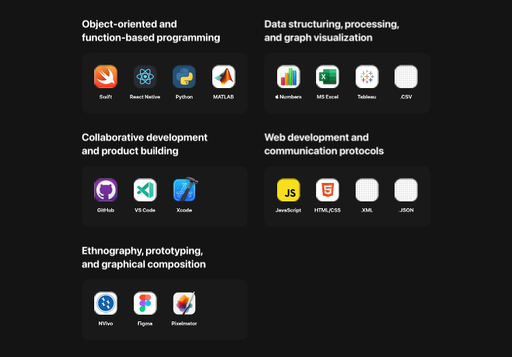 Object-oriented and
function-based programming
Swift
React Native
Python
MATLAB
Data structuring, processing,
and graph visualization
Numbers
MS Excel
Tableau
.CSV
Collaborative development
and product building
GitHub
VS Code
Xcode
Web development and
communication protocols
JS
JavaScript
HTML/CSS
.XML
.JSON
Ethnography, prototyping,
and graphical composition
NVivo
Figma
Pixelmator